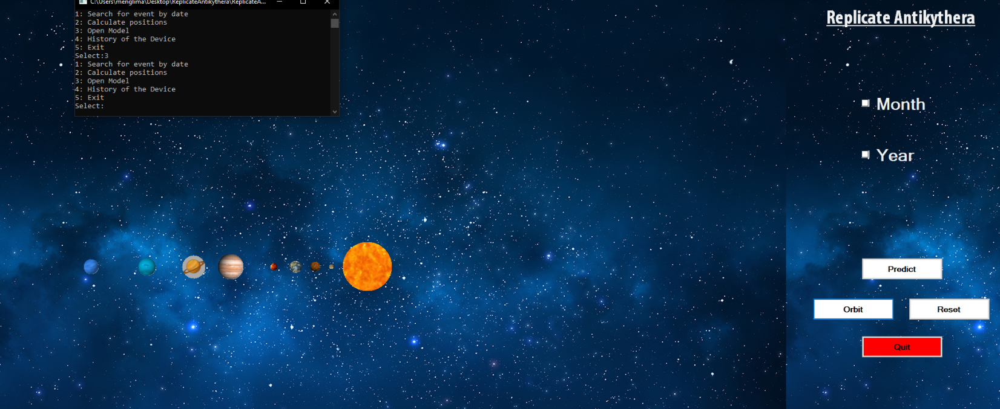 C:\Users\menglima\Desktop\ReplicateAntikythera\ReplicateA...
1: Search for event by date
2: Calculate positions
3: Open Model
4: History of the Device
5: Exit
Select:3
1: Search for event by date
2: Calculate positions
3: Open Model
4: History of the Device
5: Exit
Select:
Replicate Antikythera
Month
Year
Predict
Orbit Reset
Quit